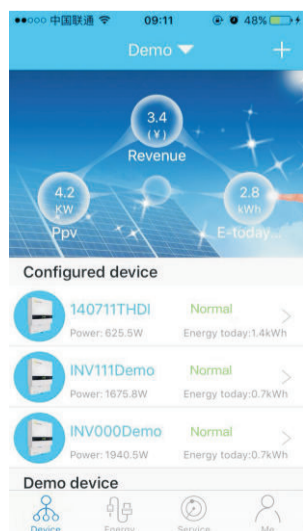 中国联通 09:11 48%
Demo
3.4
(¥)
Revenue
4.2
KW
Ppv
2.8
kWh
E-today...
Configured device
140711THDI Normal
Power: 625.5W Energy today:1.4kWh
INV111Demo Normal
Power: 1675.8W Energy today:0.7kWh
INV000Demo Normal
Power: 1940.5W Energy today:0.7kWh
Demo device
Device Energy Service Me